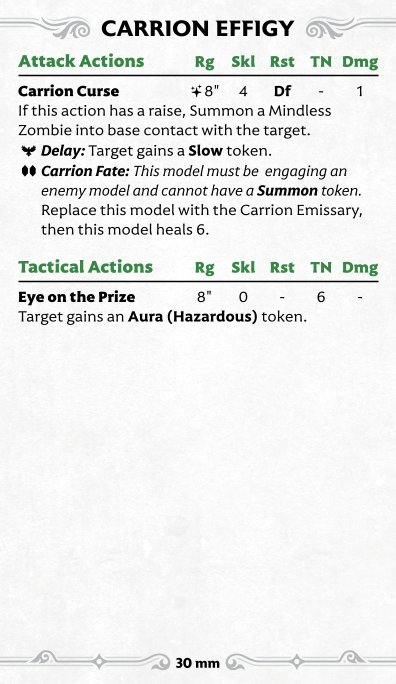 CARRION EFFIGY
Attack Actions Rg Skl Rst TN Dmg
Carrion Curse 8" 4 Df - 1
If this action has a raise, Summon a Mindless
Zombie into base contact with the target.
Delay: Target gains a Slow token.
Carrion Fate: This model must be engaging an
enemy model and cannot have a Summon token.
Replace this model with the Carrion Emissary,
then this model heals 6.
Tactical Actions Rg Skl Rst TN Dmg
Eye on the Prize 8" 0 - 6 -
Target gains an Aura (Hazardous) token.
30 mm